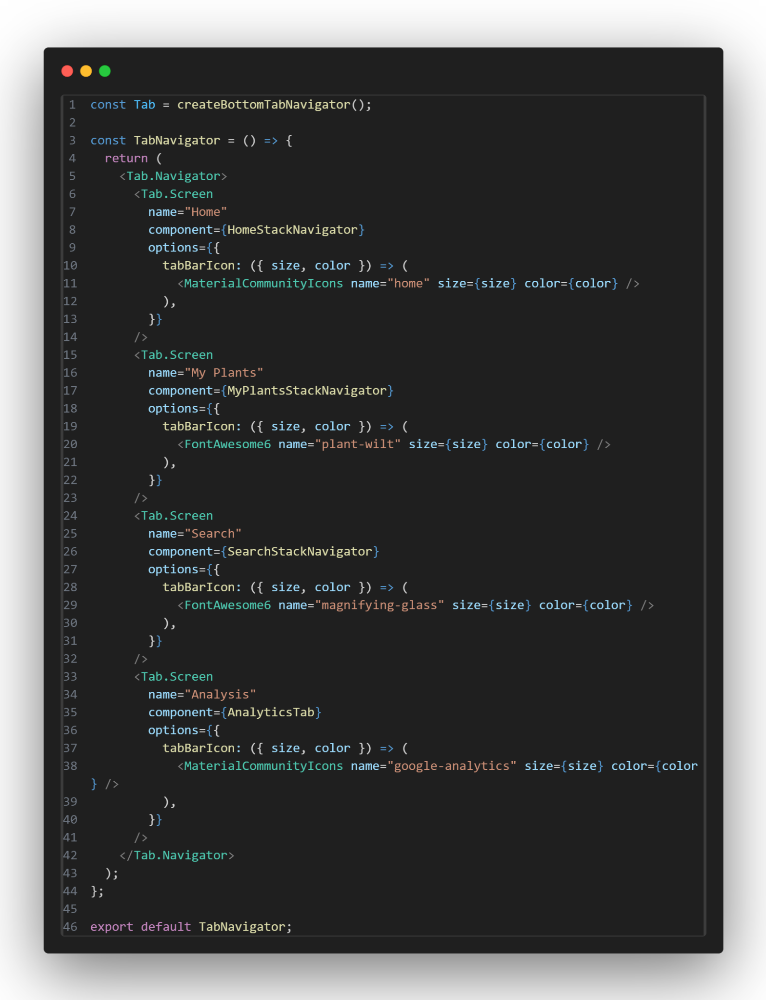 1 const Tab = createBottomTabNavigator();
2
3 const TabNavigator = () => {
4   return (
5     <Tab.Navigator>
6       <Tab.Screen
7         name="Home"
8         component={HomeStackNavigator}
9         options={{
10           tabBarIcon: ({ size, color }) => (
11             <MaterialCommunityIcons name="home" size={size} color={color} />
12           ),
13         }}
14       />
15       <Tab.Screen
16         name="My Plants"
17         component={MyPlantsStackNavigator}
18         options={{
19           tabBarIcon: ({ size, color }) => (
20             <FontAwesome6 name="plant-wilt" size={size} color={color} />
21           ),
22         }}
23       />
24       <Tab.Screen
25         name="Search"
26         component={SearchStackNavigator}
27         options={{
28           tabBarIcon: ({ size, color }) => (
29             <FontAwesome6 name="magnifying-glass" size={size} color={color} />
30           ),
31         }}
32       />
33       <Tab.Screen
34         name="Analysis"
35         component={AnalyticsTab}
36         options={{
37           tabBarIcon: ({ size, color }) => (
38             <MaterialCommunityIcons name="google-analytics" size={size} color={color
} />
39           ),
40         }}
41       />
42     </Tab.Navigator>
43   );
44 };
45
46 export default TabNavigator;